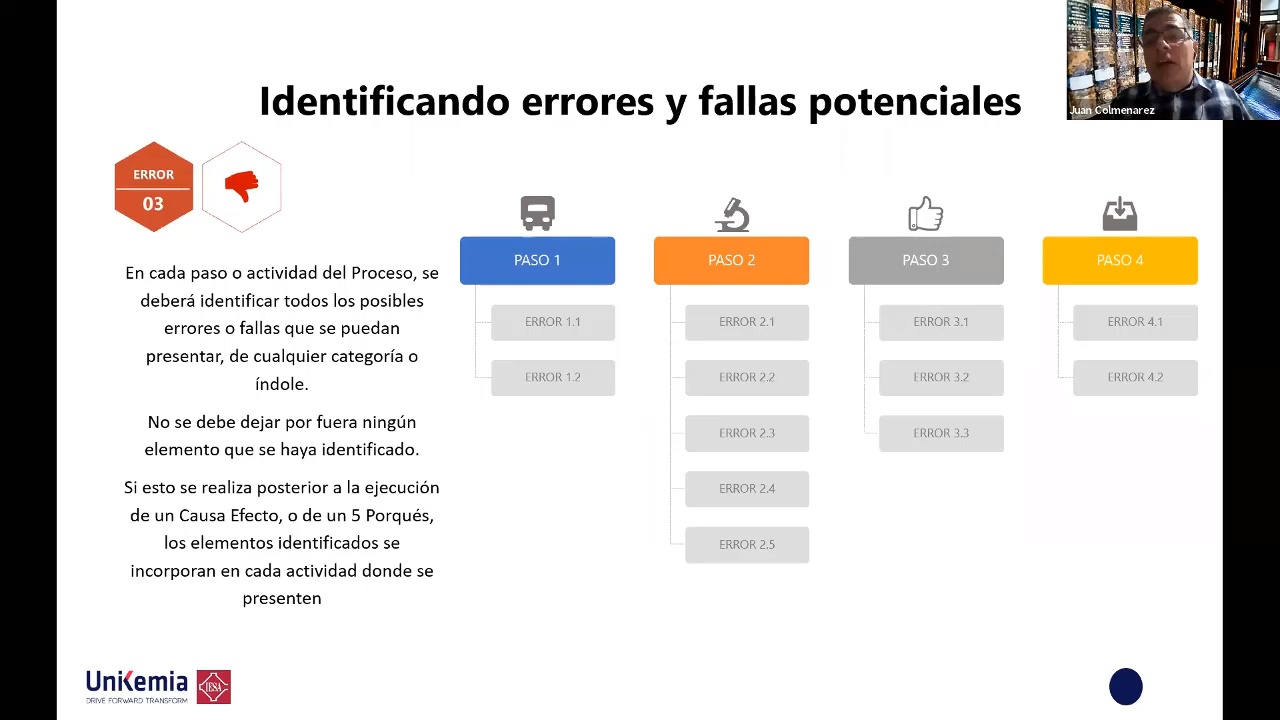 Identificando errores y fallas potenciales
Juan Colmenarez
ERROR
03
En cada paso o actividad del Proceso, se
deberá identificar todos los posibles
errores o fallas que se puedan
presentar, de cualquier categoría o
índole.
No se debe dejar por fuera ningún
elemento que se haya identificado.
Si esto se realiza posterior a la ejecución
de un Causa Efecto, o de un 5 Porqués,
los elementos identificados se
incorporan en cada actividad donde se
presenten
PASO 1
ERROR 1.1
ERROR 1.2
PASO 2
ERROR 2.1
ERROR 2.2
ERROR 2.3
ERROR 2.4
ERROR 2.5
PASO 3
ERROR 3.1
ERROR 3.2
ERROR 3.3
PASO 4
ERROR 4.1
ERROR 4.2
UniKemia
DRIVE FORWARD TRANSFORM
IESA